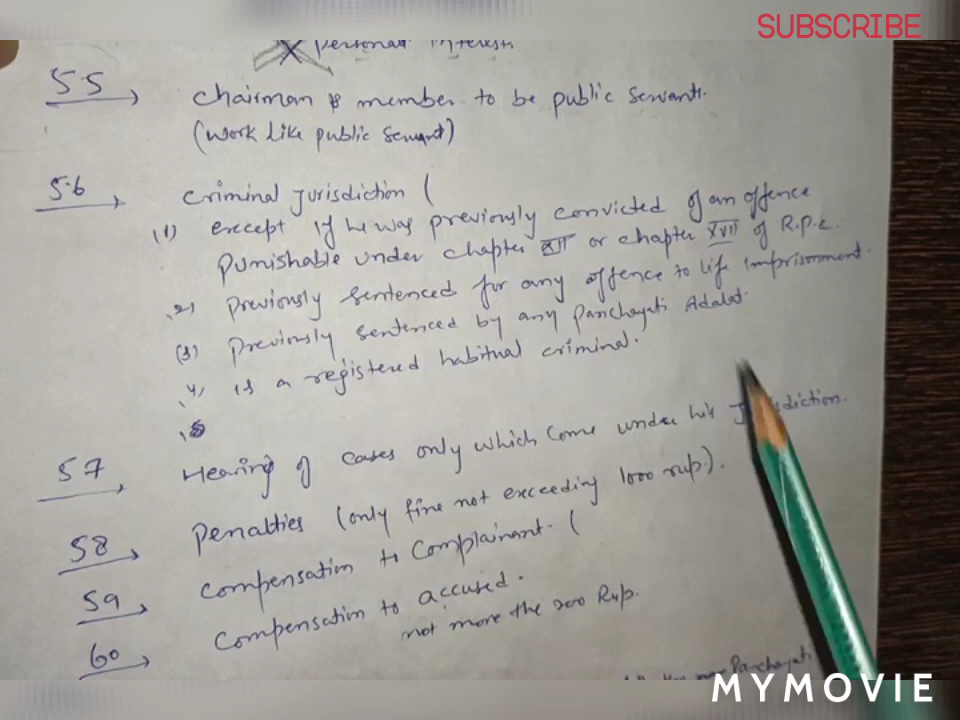 SUBSCRIBE
X Personal interest
55 Chairman & member to be public servants.
(Work like public servant)
56 Criminal jurisdiction (
(1) except if he was previously convicted of an offence
punishable under chapter XII or chapter XVII of R.P.C.
(2) previously sentenced for any offence to life imprisonment.
(3) previously sentenced by any Panchayati Adalat.
(4) is a registered habitual criminal.
(5
57 Hearing of cases only which come under his jurisdiction.
58 Penalties (only fine not exceeding 1000 rup.).
59 Compensation to Complainant. (
60 Compensation to accused.
not more the 200 Rup.
Panchayati
MYMOVIE